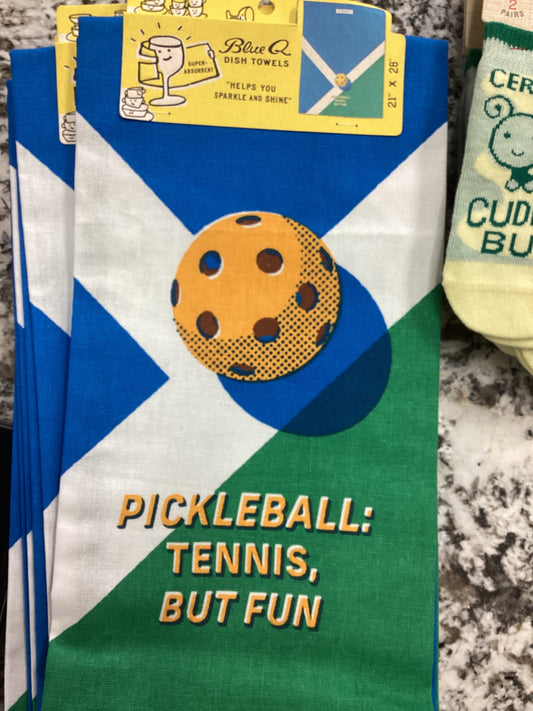 Blue Q
DISH TOWELS
SUPER-
ABSORBENT
"HELPS YOU
SPARKLE AND SHINE"
21" X 28"
2
PAIRS
PICKLEBALL:
TENNIS,
BUT FUN
CER
CUD
BU